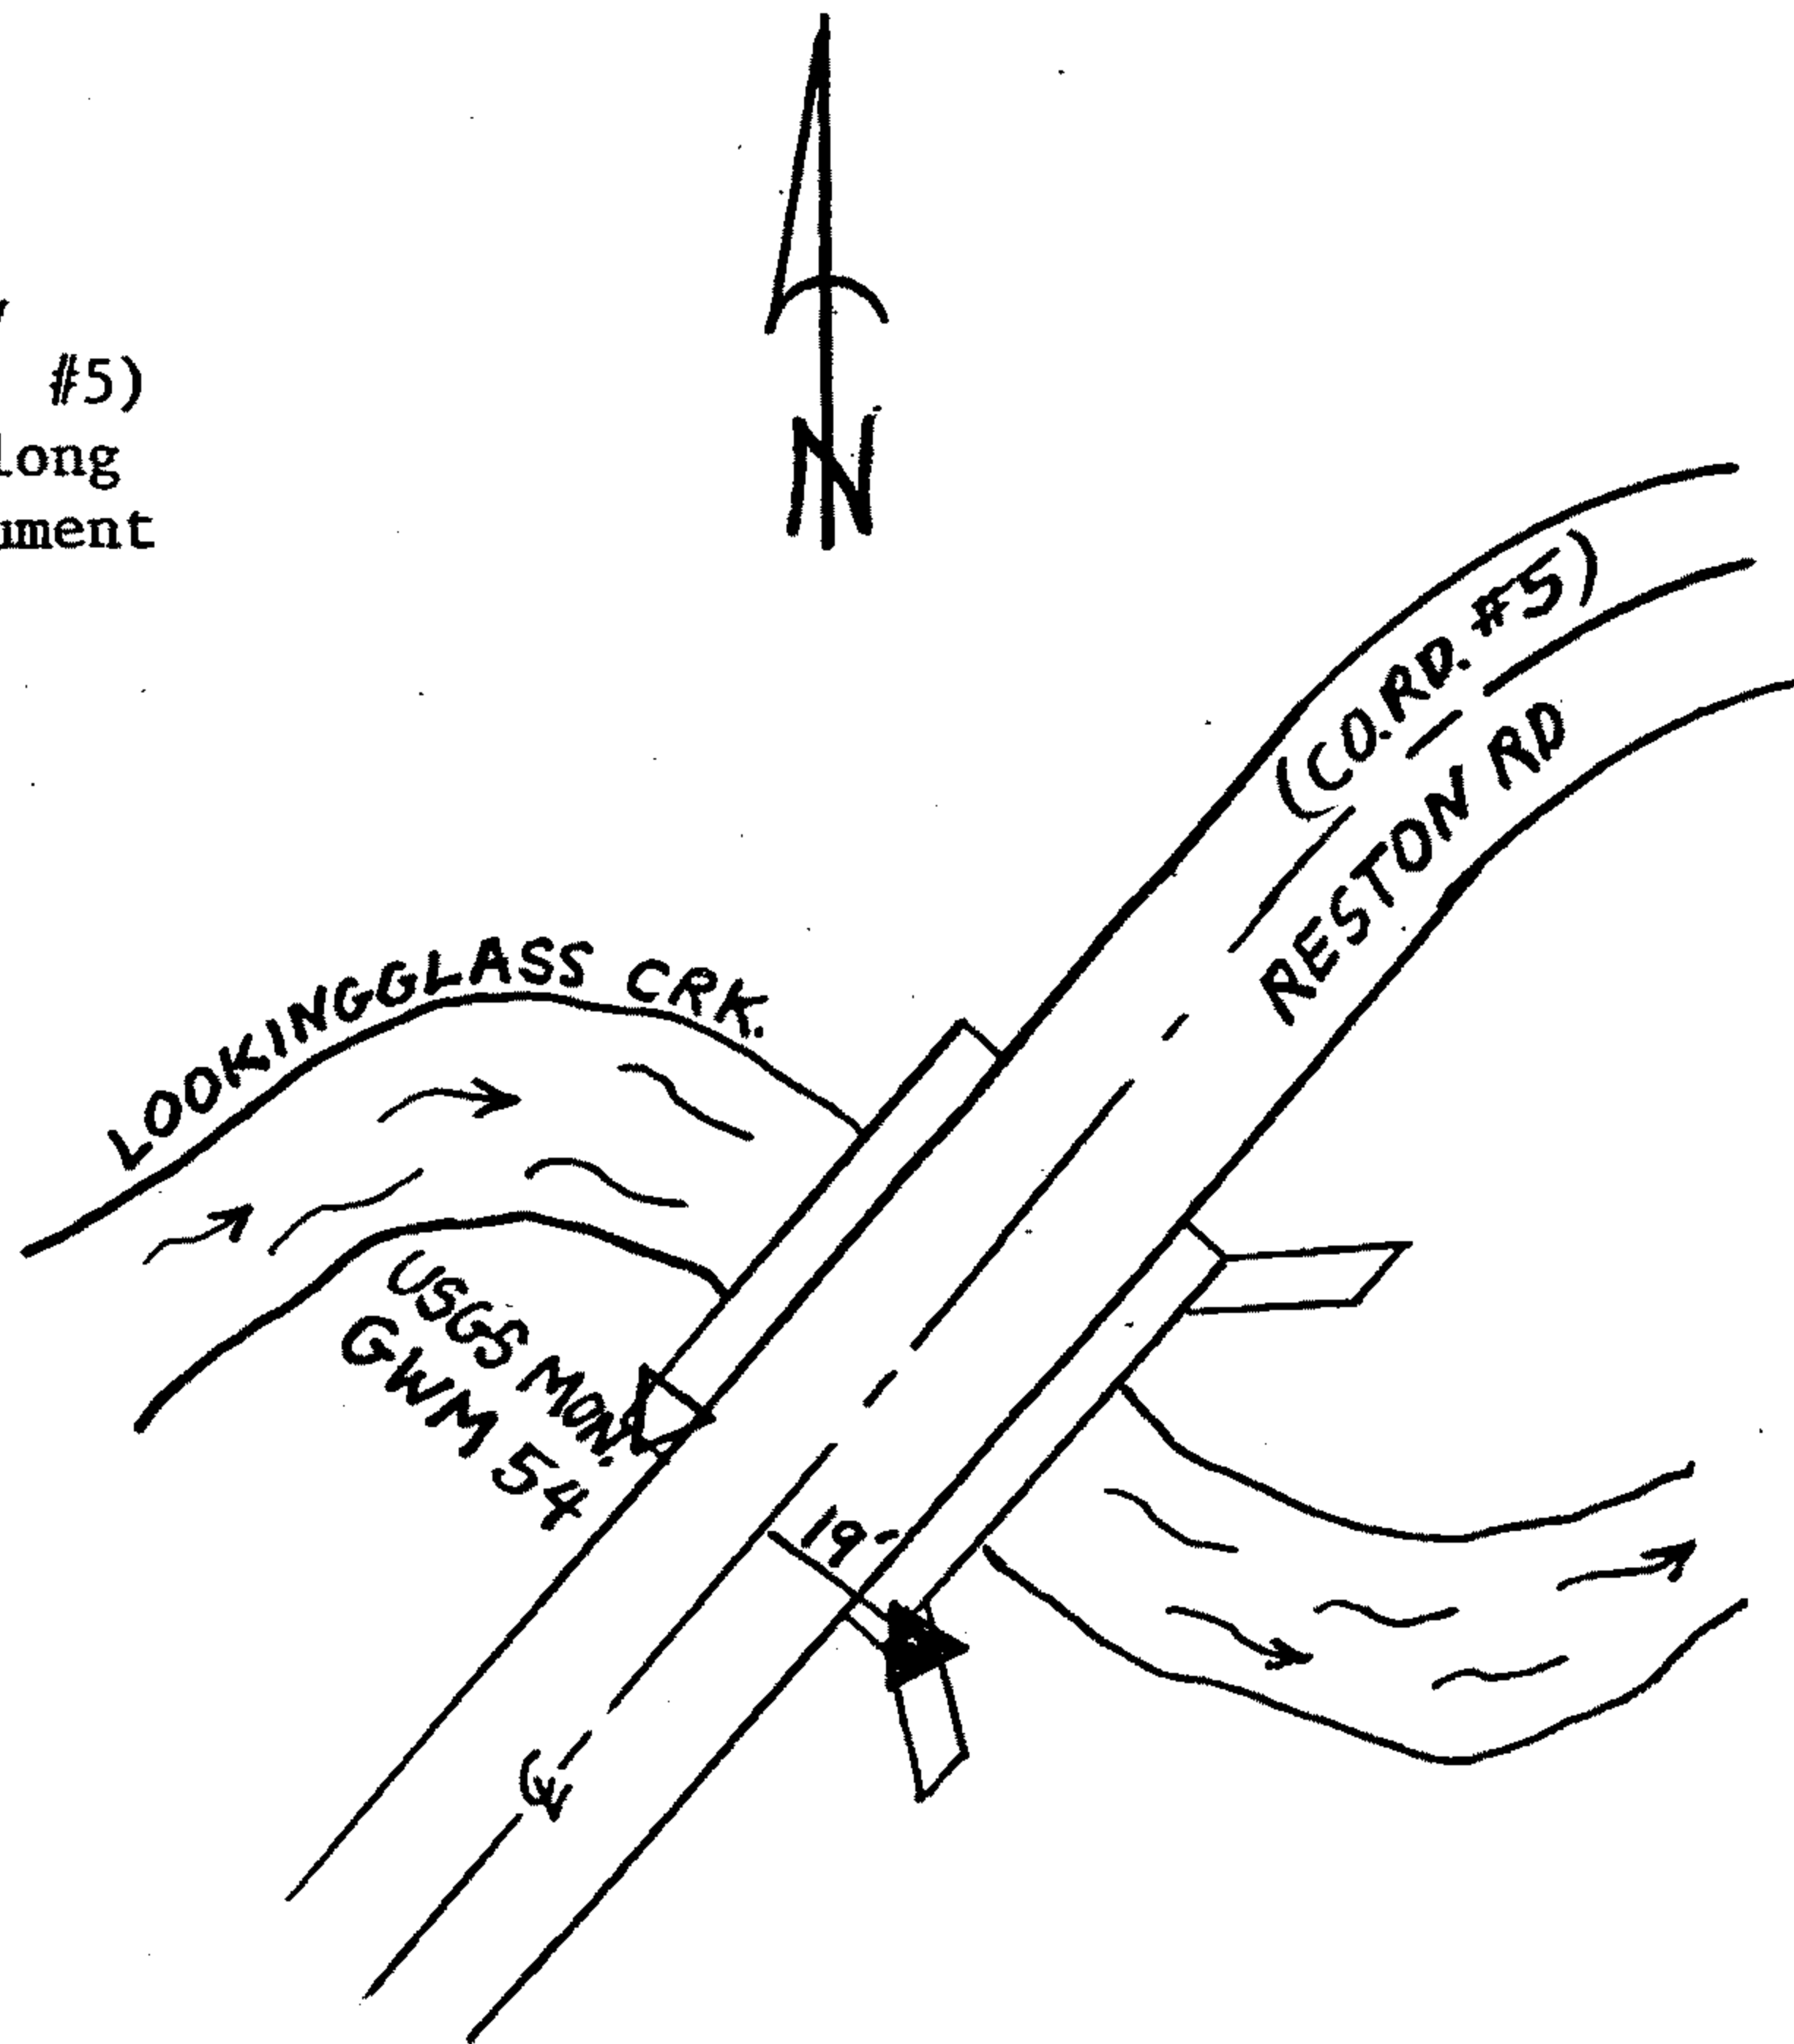 #5)
long
ment
N
(CO.RD. #5)
RESTON RD
LOOKINGGLASS CRK.
USGS MON.
GWM 54
19'